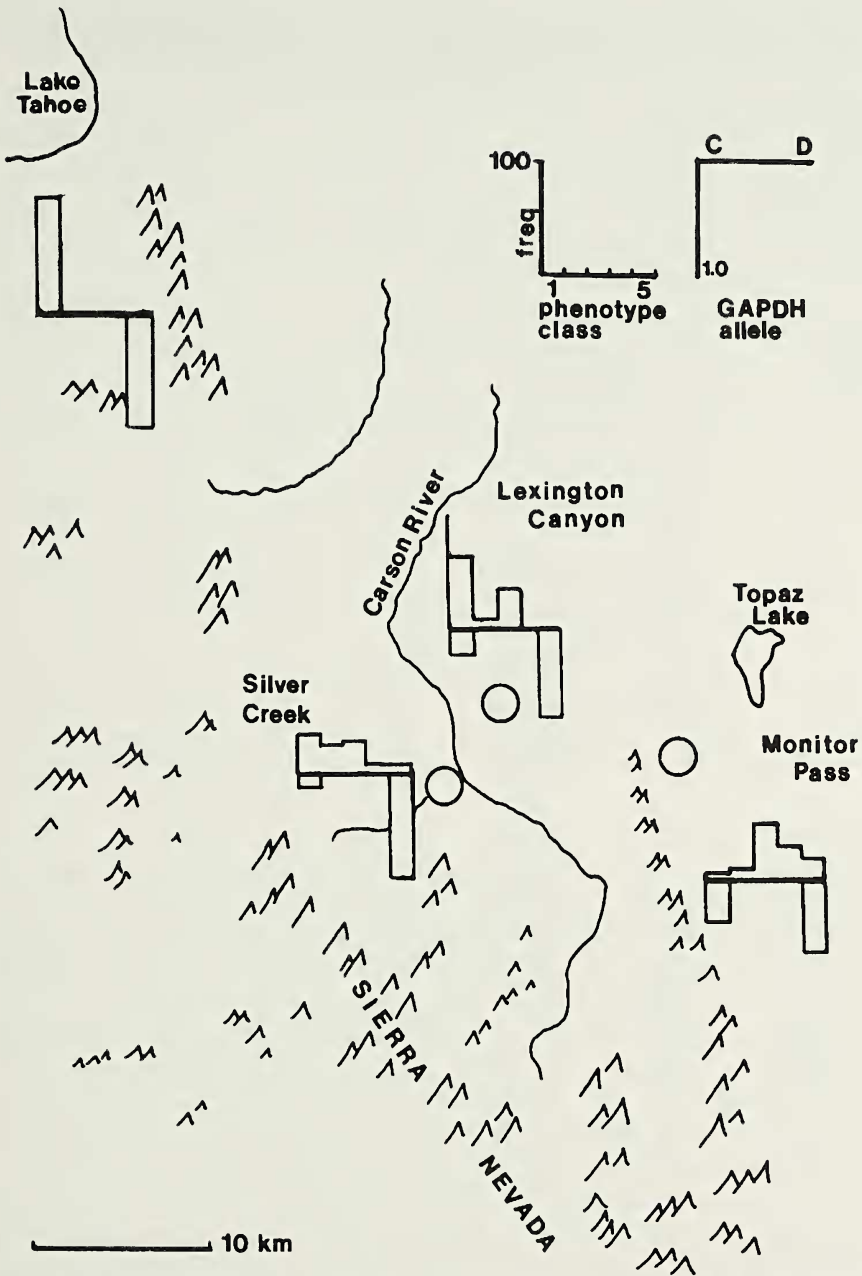 Lake
Tahoe
C D
100
freq
1.0
1 5
phenotype
class
GAPDH
allele
Carson River
Lexington
Canyon
Topaz
Lake
Silver
Creek
Monitor
Pass
SIERRA
NEVADA
10 km